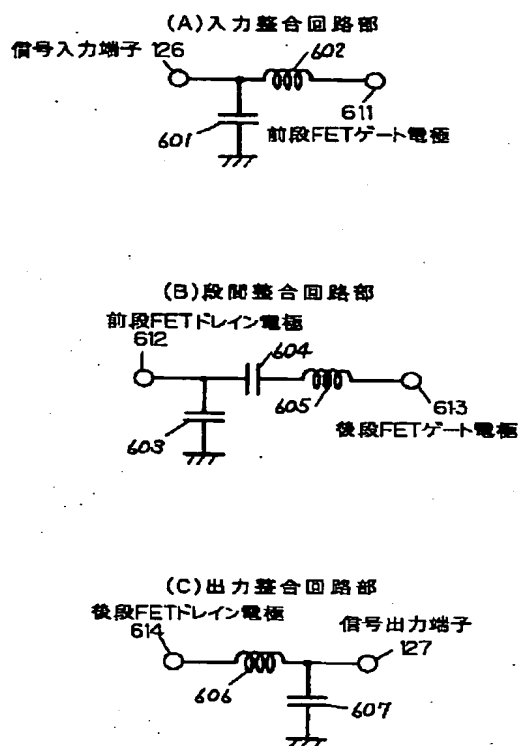 (A)入力整合回路部
信号入力端子 126
602
601
611
前段FETゲート電極
(B)段間整合回路部
前段FETドレイン電極
612
604
605
603
613
後段FETゲート電極
(C)出力整合回路部
後段FETドレイン電極
614
信号出力端子
127
606
607